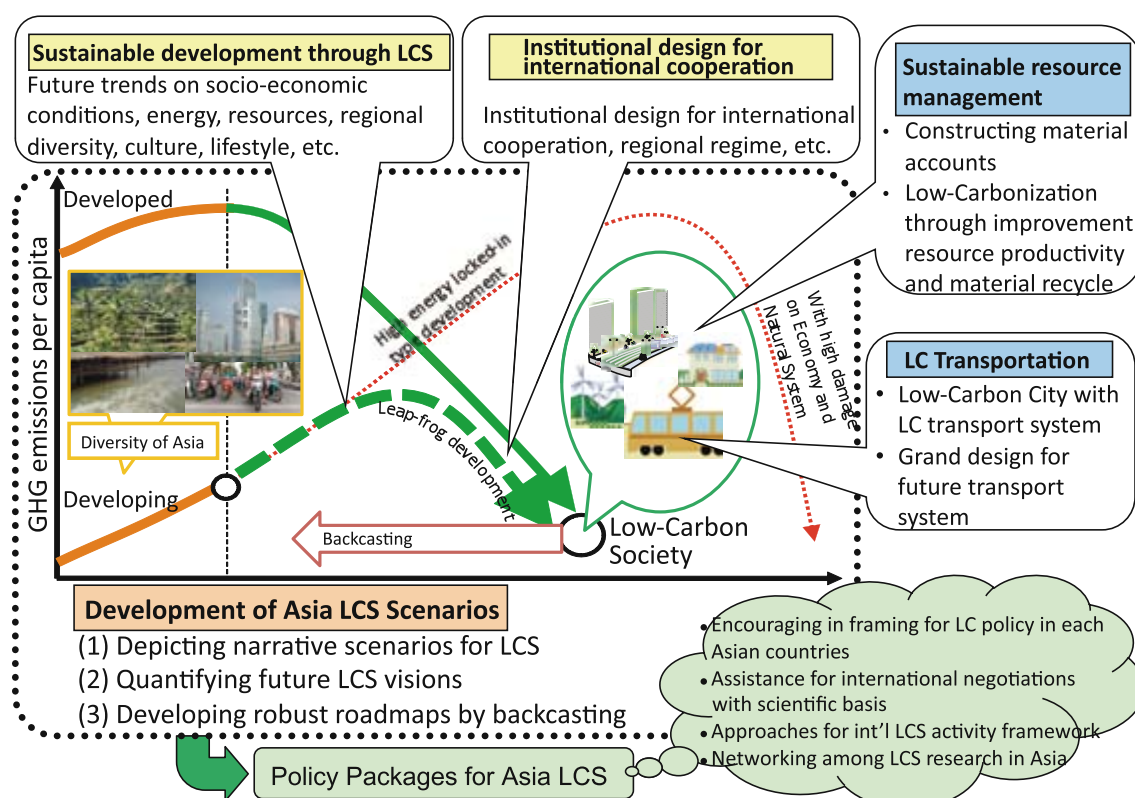 Sustainable development through LCS
Future trends on socio-economic
conditions, energy, resources, regional
diversity, culture, lifestyle, etc.
Institutional design for
international cooperation
Institutional design for international
cooperation, regional regime, etc.
Sustainable resource
management
• Constructing material
accounts
• Low-Carbonization
through improvement
resource productivity
and material recycle
LC Transportation
• Low-Carbon City with
LC transport system
• Grand design for
future transport
system
GHG emissions per capita
Developed
Developing
Diversity of Asia
High energy locked-in
type development
Leap-frog development
With high damage
on Economy and
Natural System
Backcasting
Low-Carbon
Society
Development of Asia LCS Scenarios
(1) Depicting narrative scenarios for LCS
(2) Quantifying future LCS visions
(3) Developing robust roadmaps by backcasting
Policy Packages for Asia LCS
• Encouraging in framing for LC policy in each
Asian countries
• Assistance for international negotiations
with scientific basis
• Approaches for int'l LCS activity framework
• Networking among LCS research in Asia